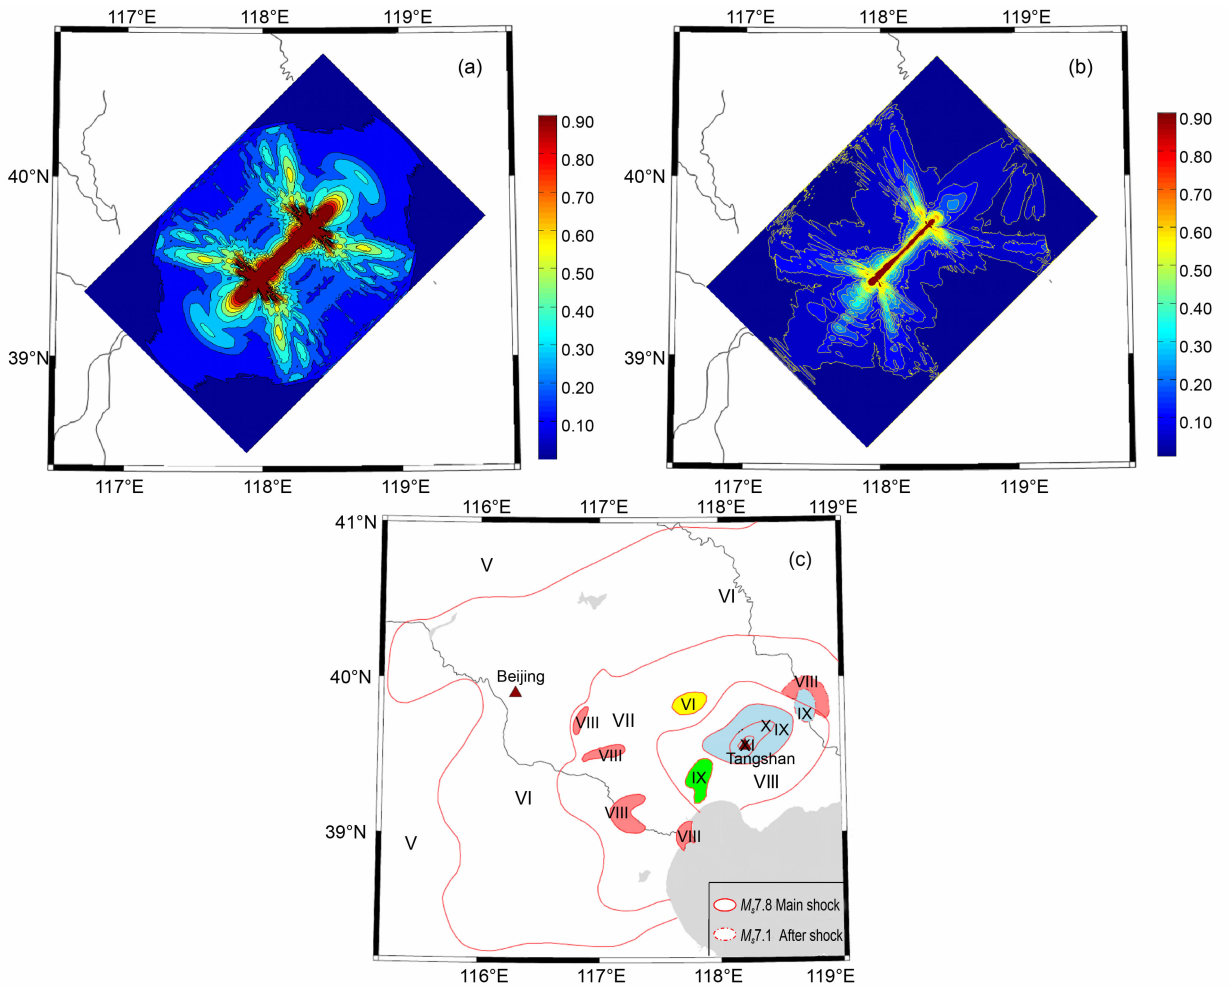 117°E 118°E 119°E
(a)
0.90
0.80
0.70
0.60
0.50
0.40
0.30
0.20
0.10
40°N
39°N
117°E 118°E 119°E
117°E 118°E 119°E
(b)
0.90
0.80
0.70
0.60
0.50
0.40
0.30
0.20
0.10
40°N
39°N
117°E 118°E 119°E
116°E 117°E 118°E 119°E
41°N
(c)
V
VI
40°N
Beijing
VIII
VI
IX
VIII
VII
X
IX
XI
VIII
Tangshan
IX
VIII
VI
VIII
39°N
VIII
V
Ms7.8 Main shock
Ms7.1 After shock
116°E 117°E 118°E 119°E